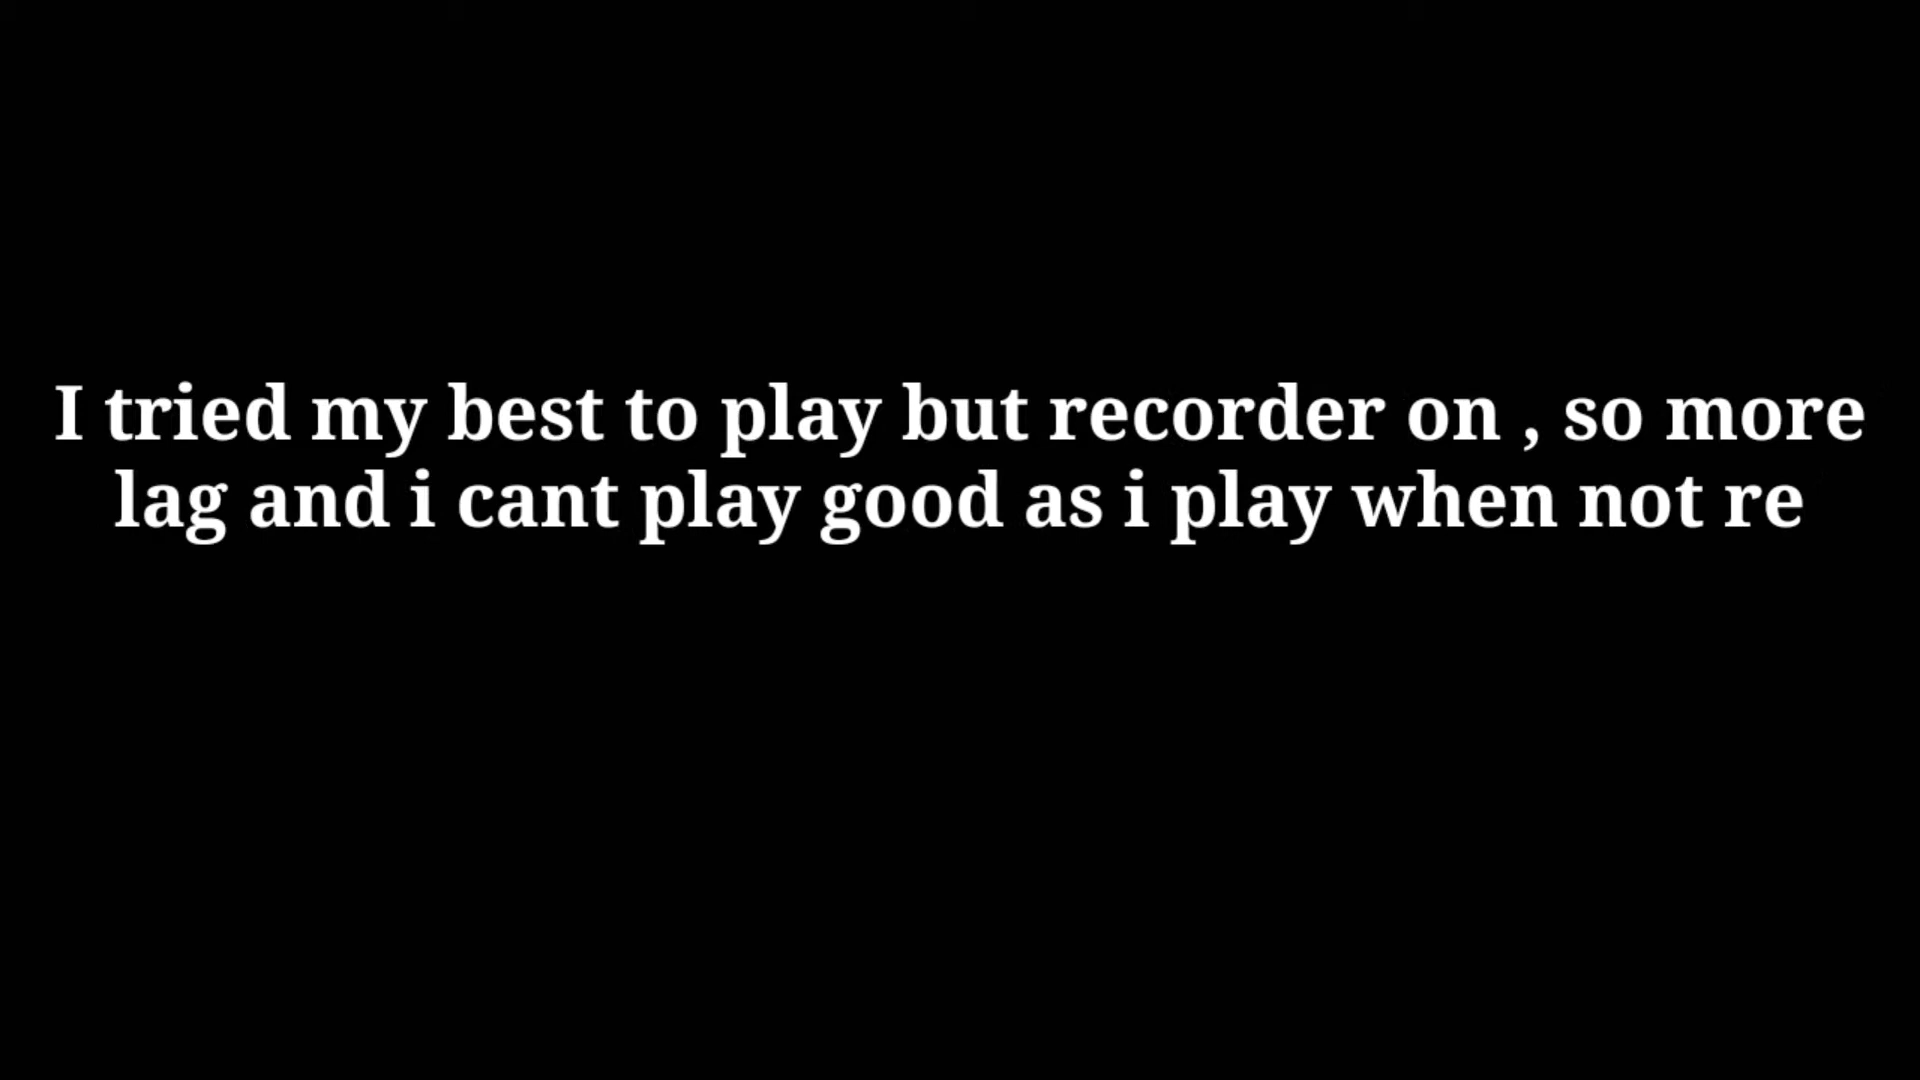 I tried my best to play but recorder on , so more
lag and i cant play good as i play when not re